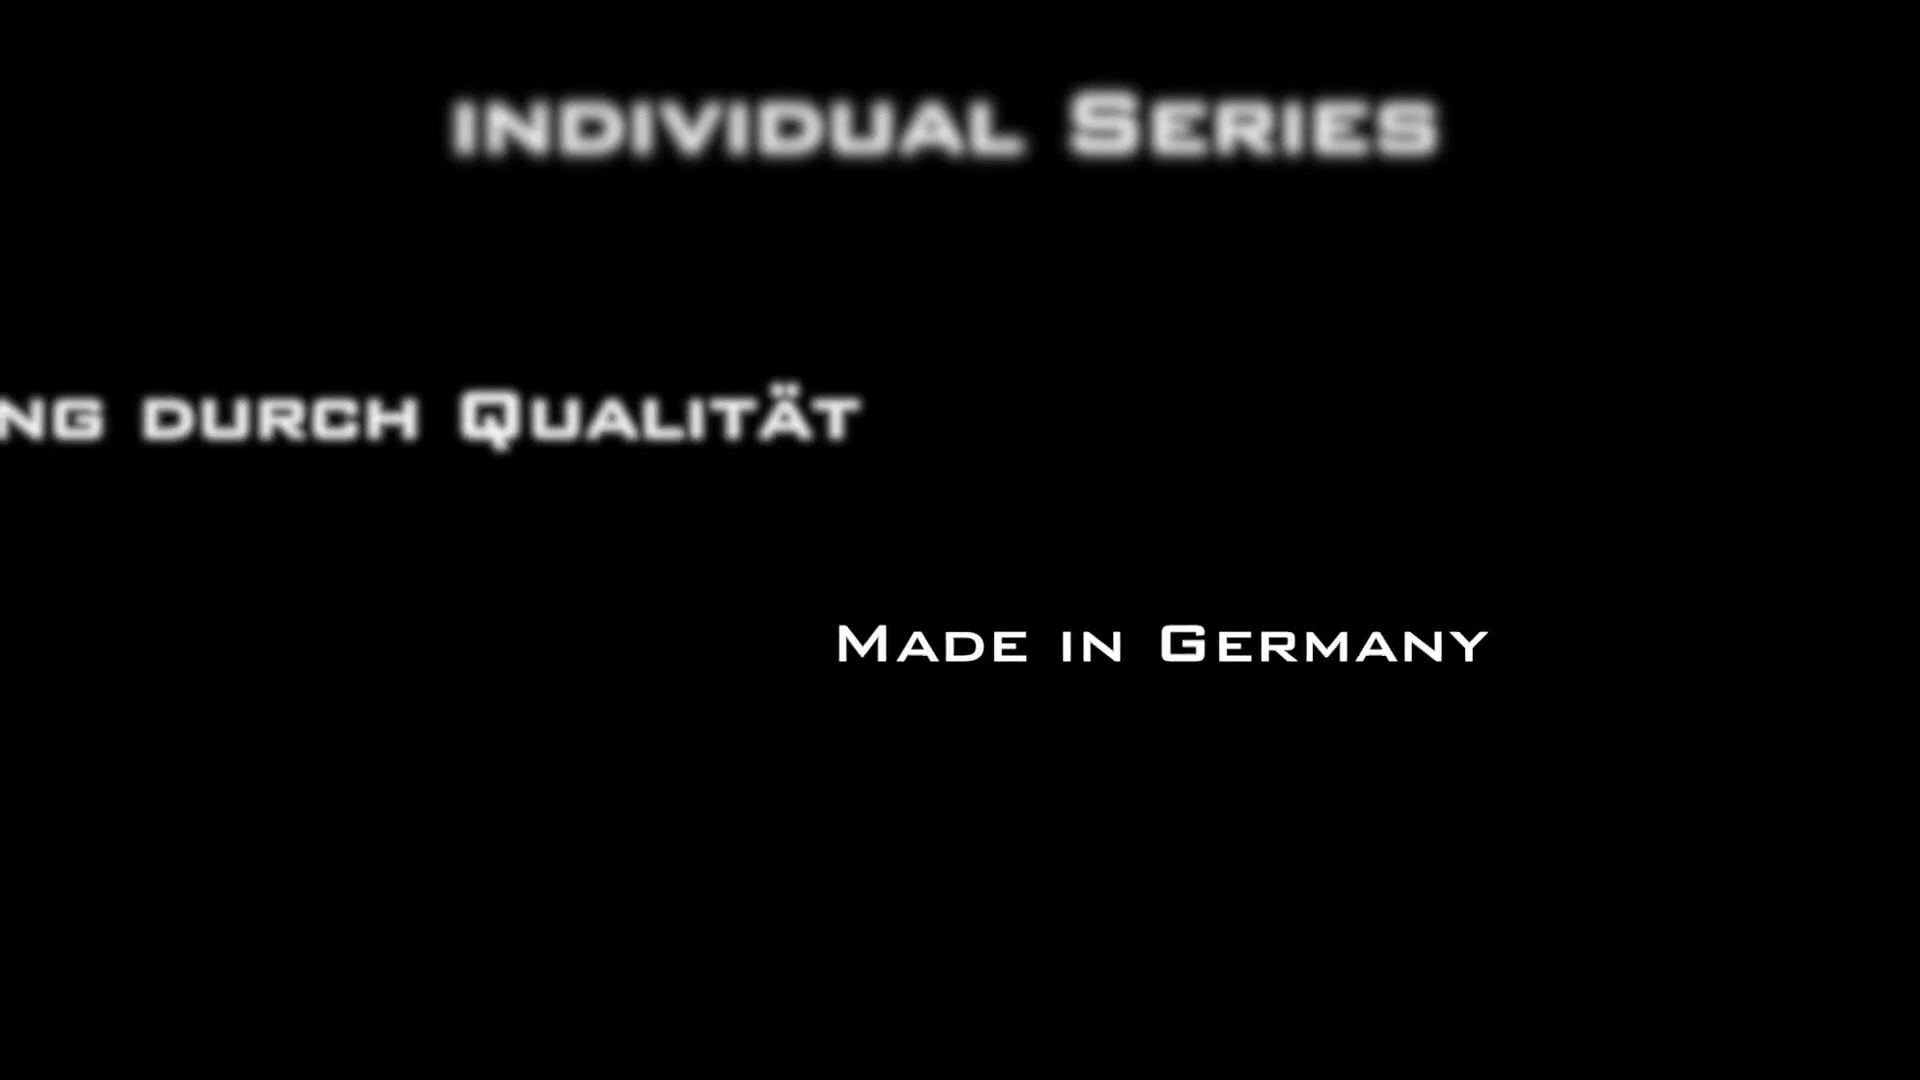 individual Series
ng durch Qualität
Made in Germany